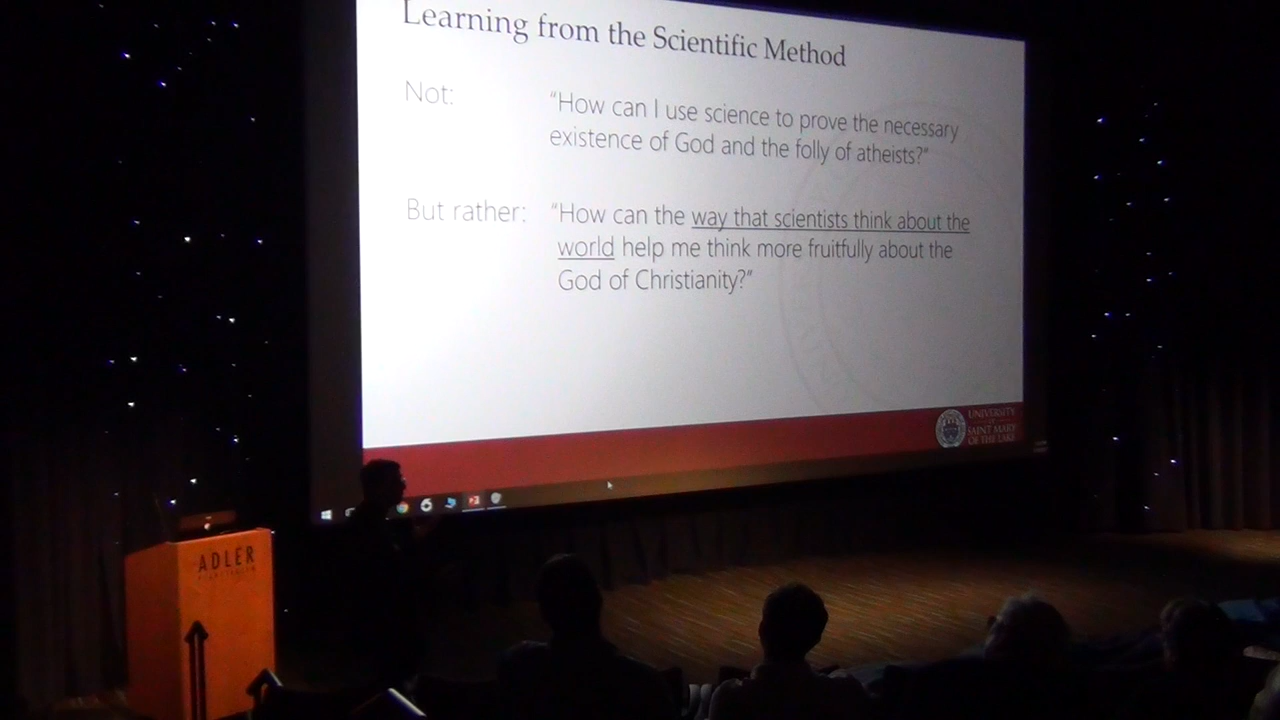 Learning from the Scientific Method
Not:
"How can I use science to prove the necessary
existence of God and the folly of atheists?"
But rather:
"How can the way that scientists think about the
world help me think more fruitfully about the
God of Christianity?"
UNIVERSITY
OF
SAINT MARY
OF THE LAKE
ADLER